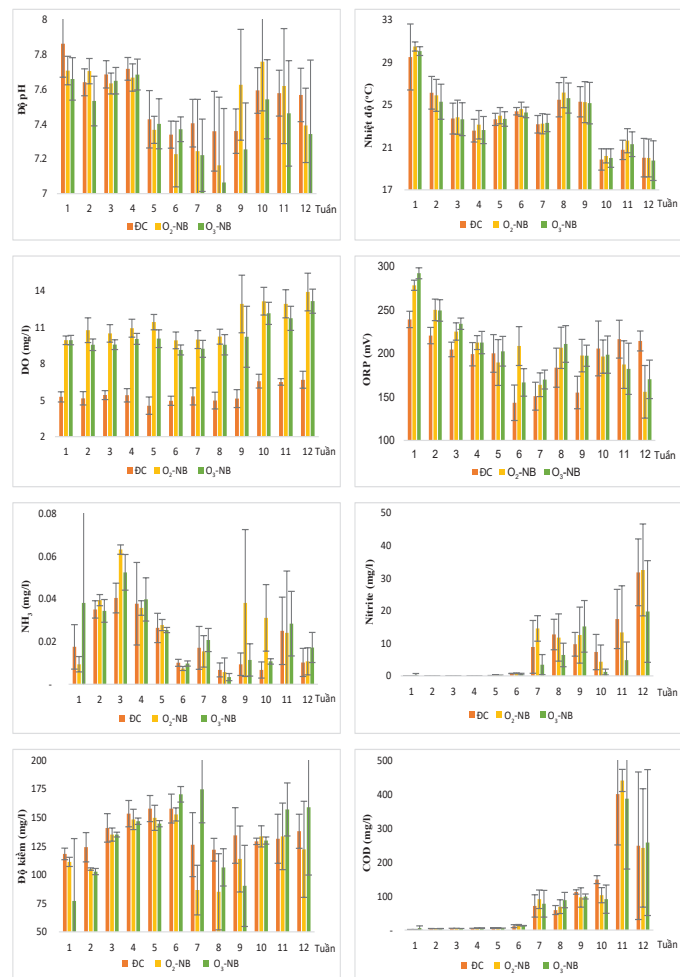 8
7.8
7.6
7.4
7.2
7
Độ pH
1 2 3 4 5 6 7 8 9 10 11 12 Tuần
ĐC O₂-NB O₃-NB
33
29
25
21
17
Nhiệt độ (°C)
1 2 3 4 5 6 7 8 9 10 11 12 Tuần
ĐC O₂-NB O₃-NB
14
11
8
5
2
DO (mg/l)
1 2 3 4 5 6 7 8 9 10 11 12 Tuần
ĐC O₂-NB O₃-NB
300
250
200
150
100
ORP (mV)
1 2 3 4 5 6 7 8 9 10 11 12 Tuần
ĐC O₂-NB O₃-NB
0.08
0.06
0.04
0.02
-
NH₃ (mg/l)
1 2 3 4 5 6 7 8 9 10 11 12 Tuần
ĐC O₂-NB O₃-NB
50
40
30
20
10
0
Nitrite (mg/l)
1 2 3 4 5 6 7 8 9 10 11 12 Tuần
ĐC O₂-NB O₃-NB
200
175
150
125
100
75
50
Độ kiềm (mg/l)
1 2 3 4 5 6 7 8 9 10 11 12 Tuần
ĐC O₂-NB O₃-NB
500
400
300
200
100
-
COD (mg/l)
1 2 3 4 5 6 7 8 9 10 11 12 Tuần
ĐC O₂-NB O₃-NB